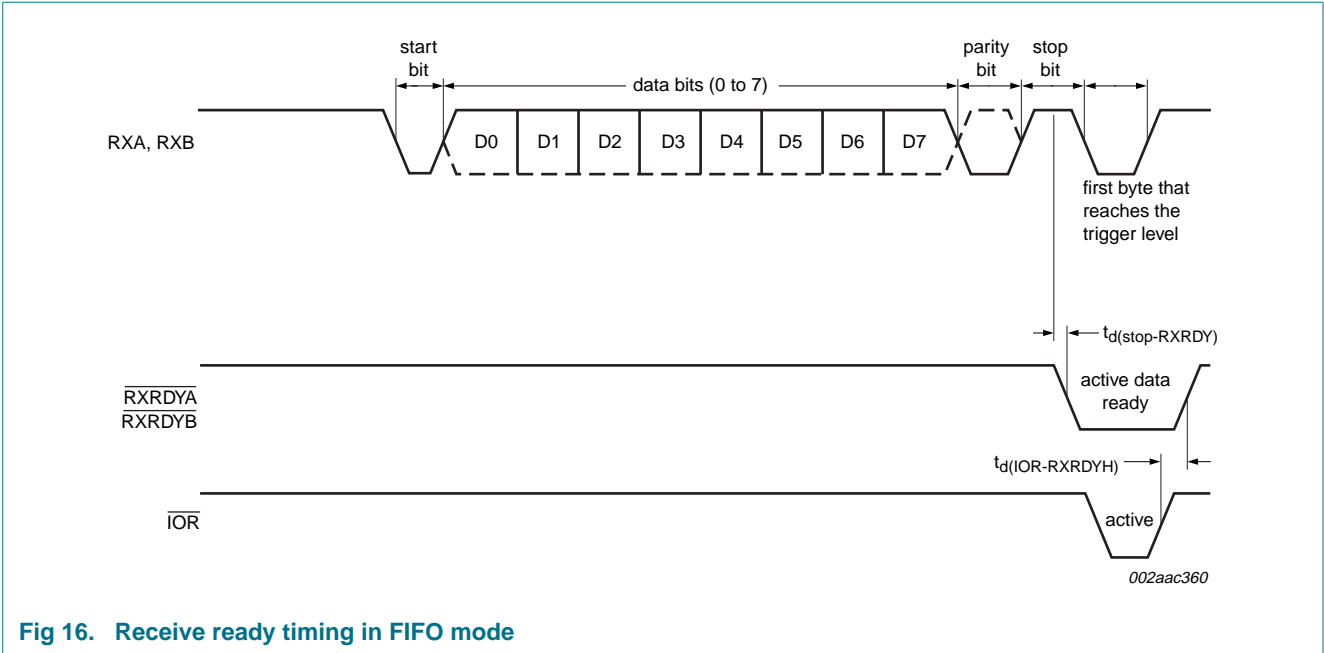 start
bit
data bits (0 to 7)
parity
bit
stop
bit
RXA, RXB
D0 D1 D2 D3 D4 D5 D6 D7
first byte that
reaches the
trigger level
td(stop-RXRDY)
RXRDYA
RXRDYB
active data
ready
td(IOR-RXRDYH)
IOR
active
002aac360
Fig 16. Receive ready timing in FIFO mode